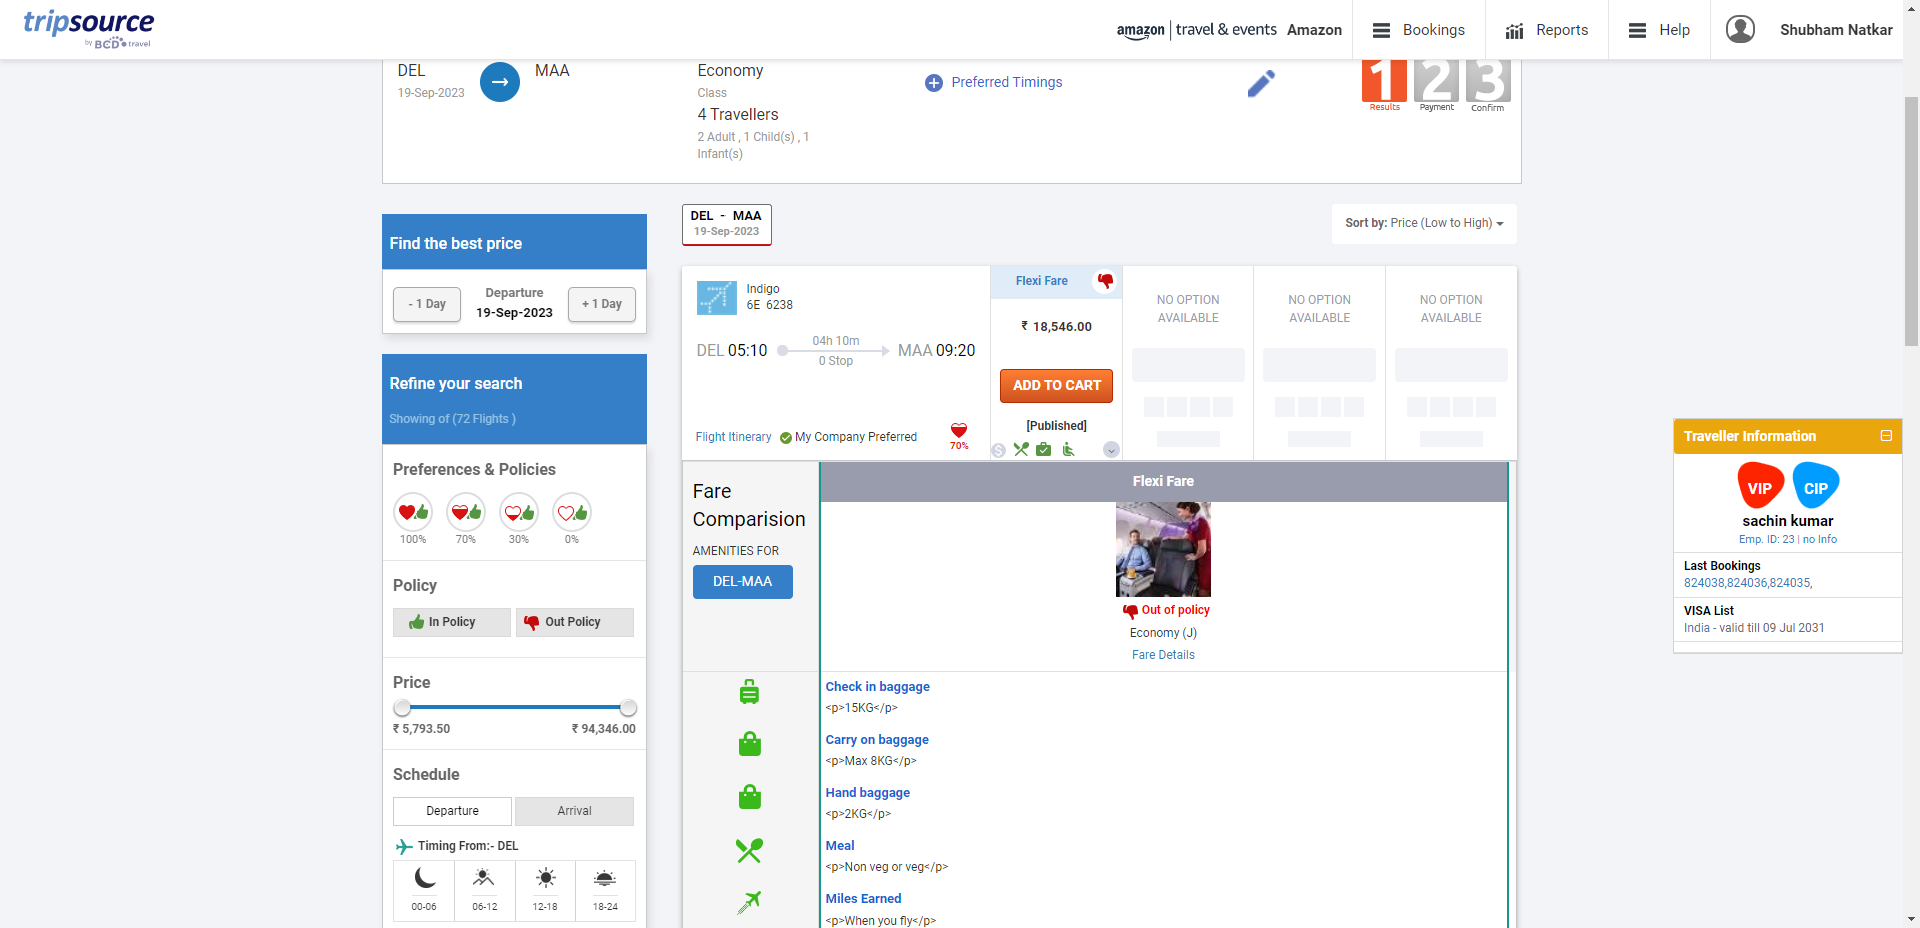 tripsource
by BCD travel
amazon | travel & events Amazon
Bookings
Reports
Help
Shubham Natkar
DEL
19-Sep-2023
MAA
Economy
Class
4 Travellers
2 Adult , 1 Child(s) , 1
Infant(s)
Preferred Timings
1 2 3
Results Payment Confirm
Find the best price
- 1 Day
Departure
19-Sep-2023
+ 1 Day
Refine your search
Showing of (72 Flights )
Preferences & Policies
100% 70% 30% 0%
Policy
In Policy
Out Policy
Price
₹ 5,793.50 ₹ 94,346.00
Schedule
Departure Arrival
Timing From:- DEL
00-06 06-12 12-18 18-24
DEL - MAA
19-Sep-2023
Sort by: Price (Low to High)
Indigo
6E 6238
DEL 05:10
04h 10m
0 Stop
MAA 09:20
Flight Itinerary
My Company Preferred
70%
Flexi Fare
₹ 18,546.00
ADD TO CART
[Published]
NO OPTION
AVAILABLE
NO OPTION
AVAILABLE
NO OPTION
AVAILABLE
Fare
Comparision
AMENITIES FOR
DEL-MAA
Flexi Fare
Out of policy
Economy (J)
Fare Details
Check in baggage
<p>15KG</p>
Carry on baggage
<p>Max 8KG</p>
Hand baggage
<p>2KG</p>
Meal
<p>Non veg or veg</p>
Miles Earned
<p>When you fly</p>
Traveller Information
VIP CIP
sachin kumar
Emp. ID: 23 | no Info
Last Bookings
824038,824036,824035,
VISA List
India - valid till 09 Jul 2031